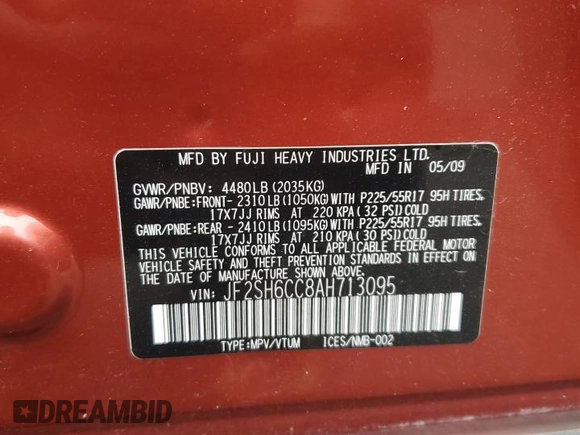 MFD BY FUJI HEAVY INDUSTRIES LTD.
MFD IN 05/09
GVWR/PNBV: 4480LB(2035KG)
GAWR/PNBE:FRONT- 2310LB(1050KG)WITH P225/55R17 95H TIRES
17X7JJ RIMS AT 220 KPA(32 PSI)COLD
GAWR/PNBE:REAR - 2410LB(1095KG)WITH P225/55R17 95H TIRES
17X7JJ RIMS AT 210 KPA(30 PSI)COLD
THIS VEHICLE CONFORMS TO ALL APPLICABLE FEDERAL MOTOR
VEHICLE SAFETY AND THEFT PREVENTION STANDARDS IN EFFECT
ON THE DATE OF MANUFACTURE SHOWN ABOVE.
VIN: JF2SH6CC8AH713095
TYPE:MPV/VTUM ICES/NMB-002
DREAMBID